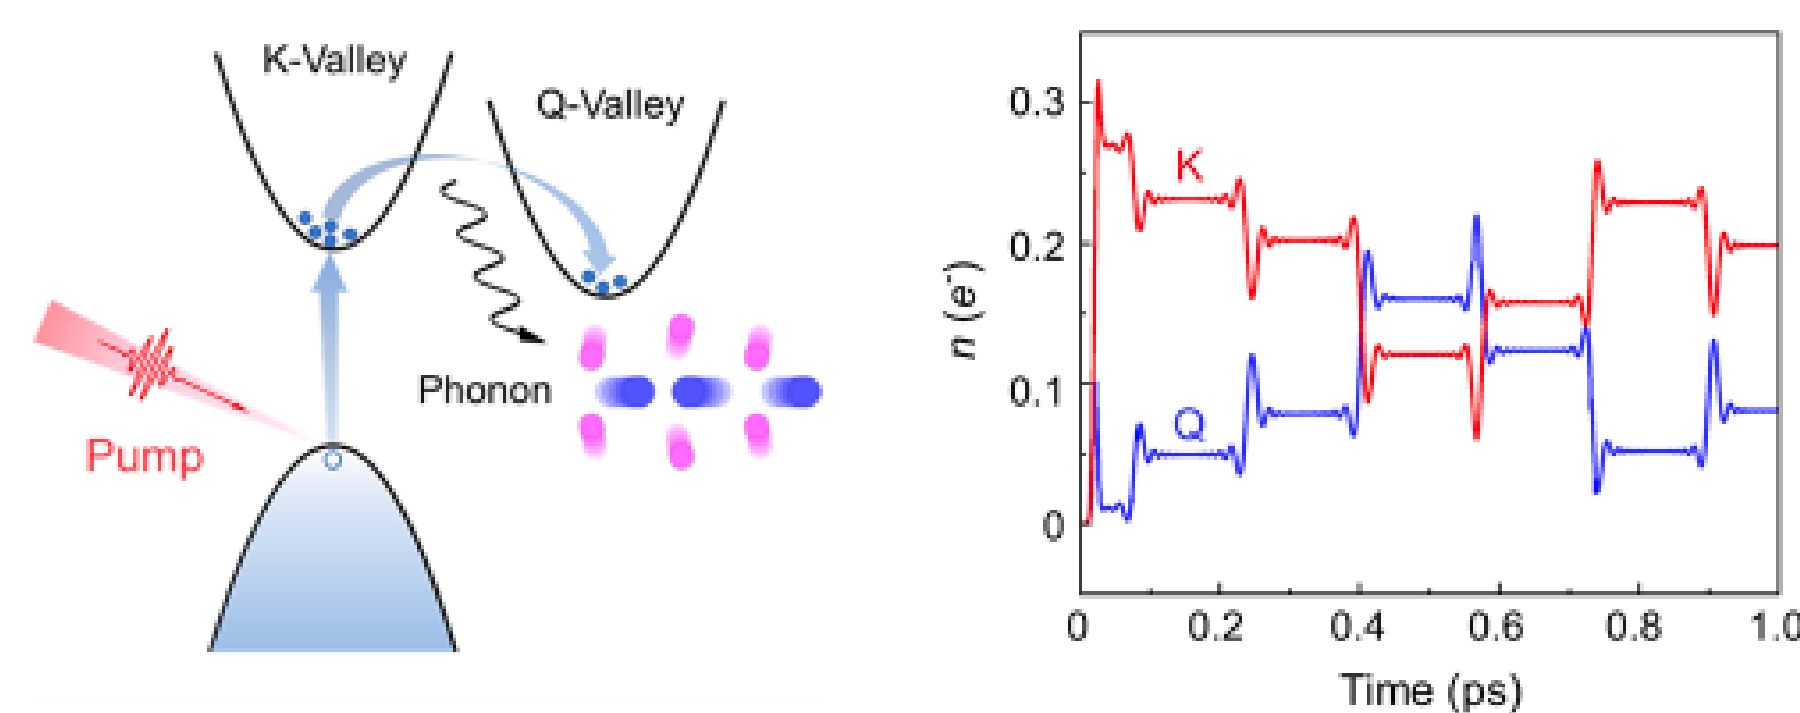 K-Valley
Q-Valley
Phonon
Pump
n (e⁻)
0.3
0.2
0.1
0
K
Q
0 0.2 0.4 0.6 0.8 1.0
Time (ps)